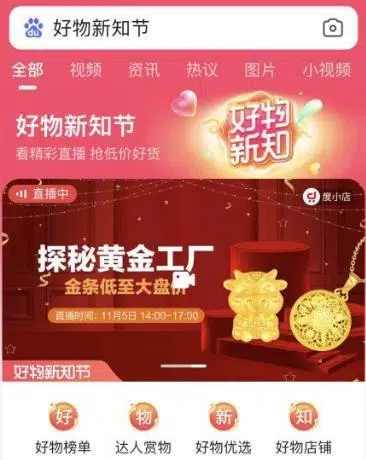 du 好物新知节
全部 视频 资讯 热议 图片 小视频
好物新知节
看精彩直播 抢低价好货
好物
新知
直播中
度小店
探秘黄金工厂
金条低至大盘价
直播时间：11月5日 14:00-17:00
好物新知节
好 物 新 知
好物榜单 达人赏物 好物优选 好物店铺